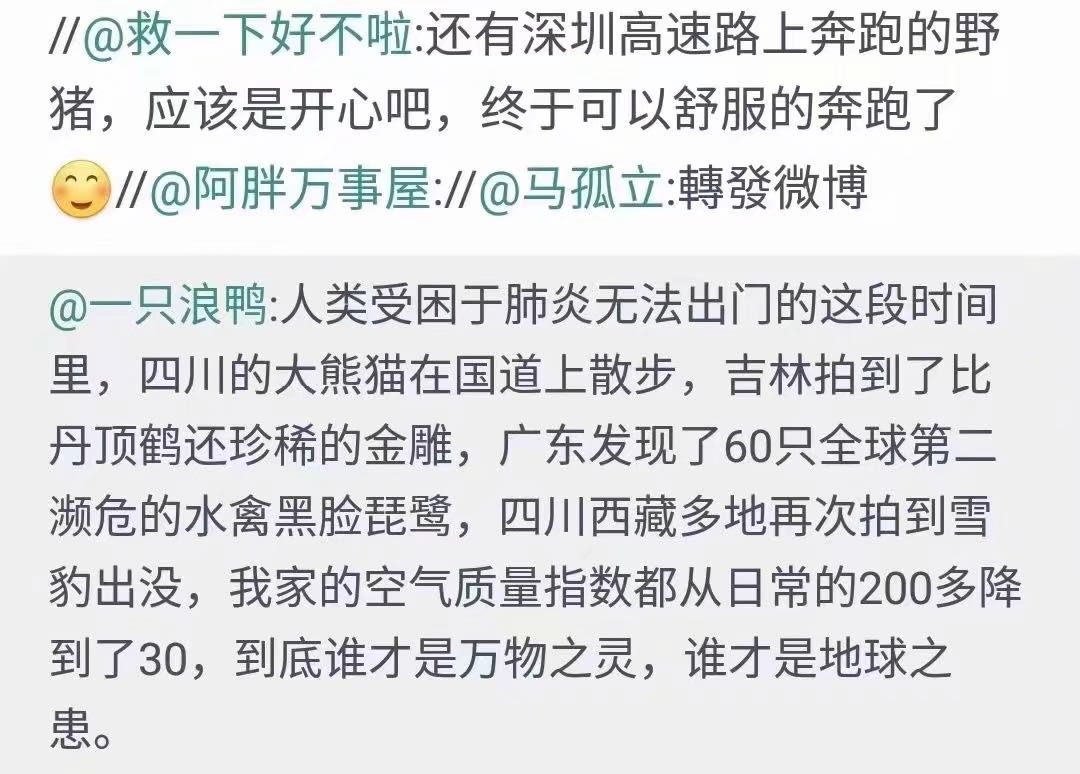 //@救一下好不啦:还有深圳高速路上奔跑的野
猪，应该是开心吧，终于可以舒服的奔跑了
😊//@阿胖万事屋://@马孤立:轉發微博
@一只浪鸭:人类受困于肺炎无法出门的这段时间
里，四川的大熊猫在国道上散步，吉林拍到了比
丹顶鹤还珍稀的金雕，广东发现了60只全球第二
濒危的水禽黑脸琵鹭，四川西藏多地再次拍到雪
豹出没，我家的空气质量指数都从日常的200多降
到了30，到底谁才是万物之灵，谁才是地球之
患。